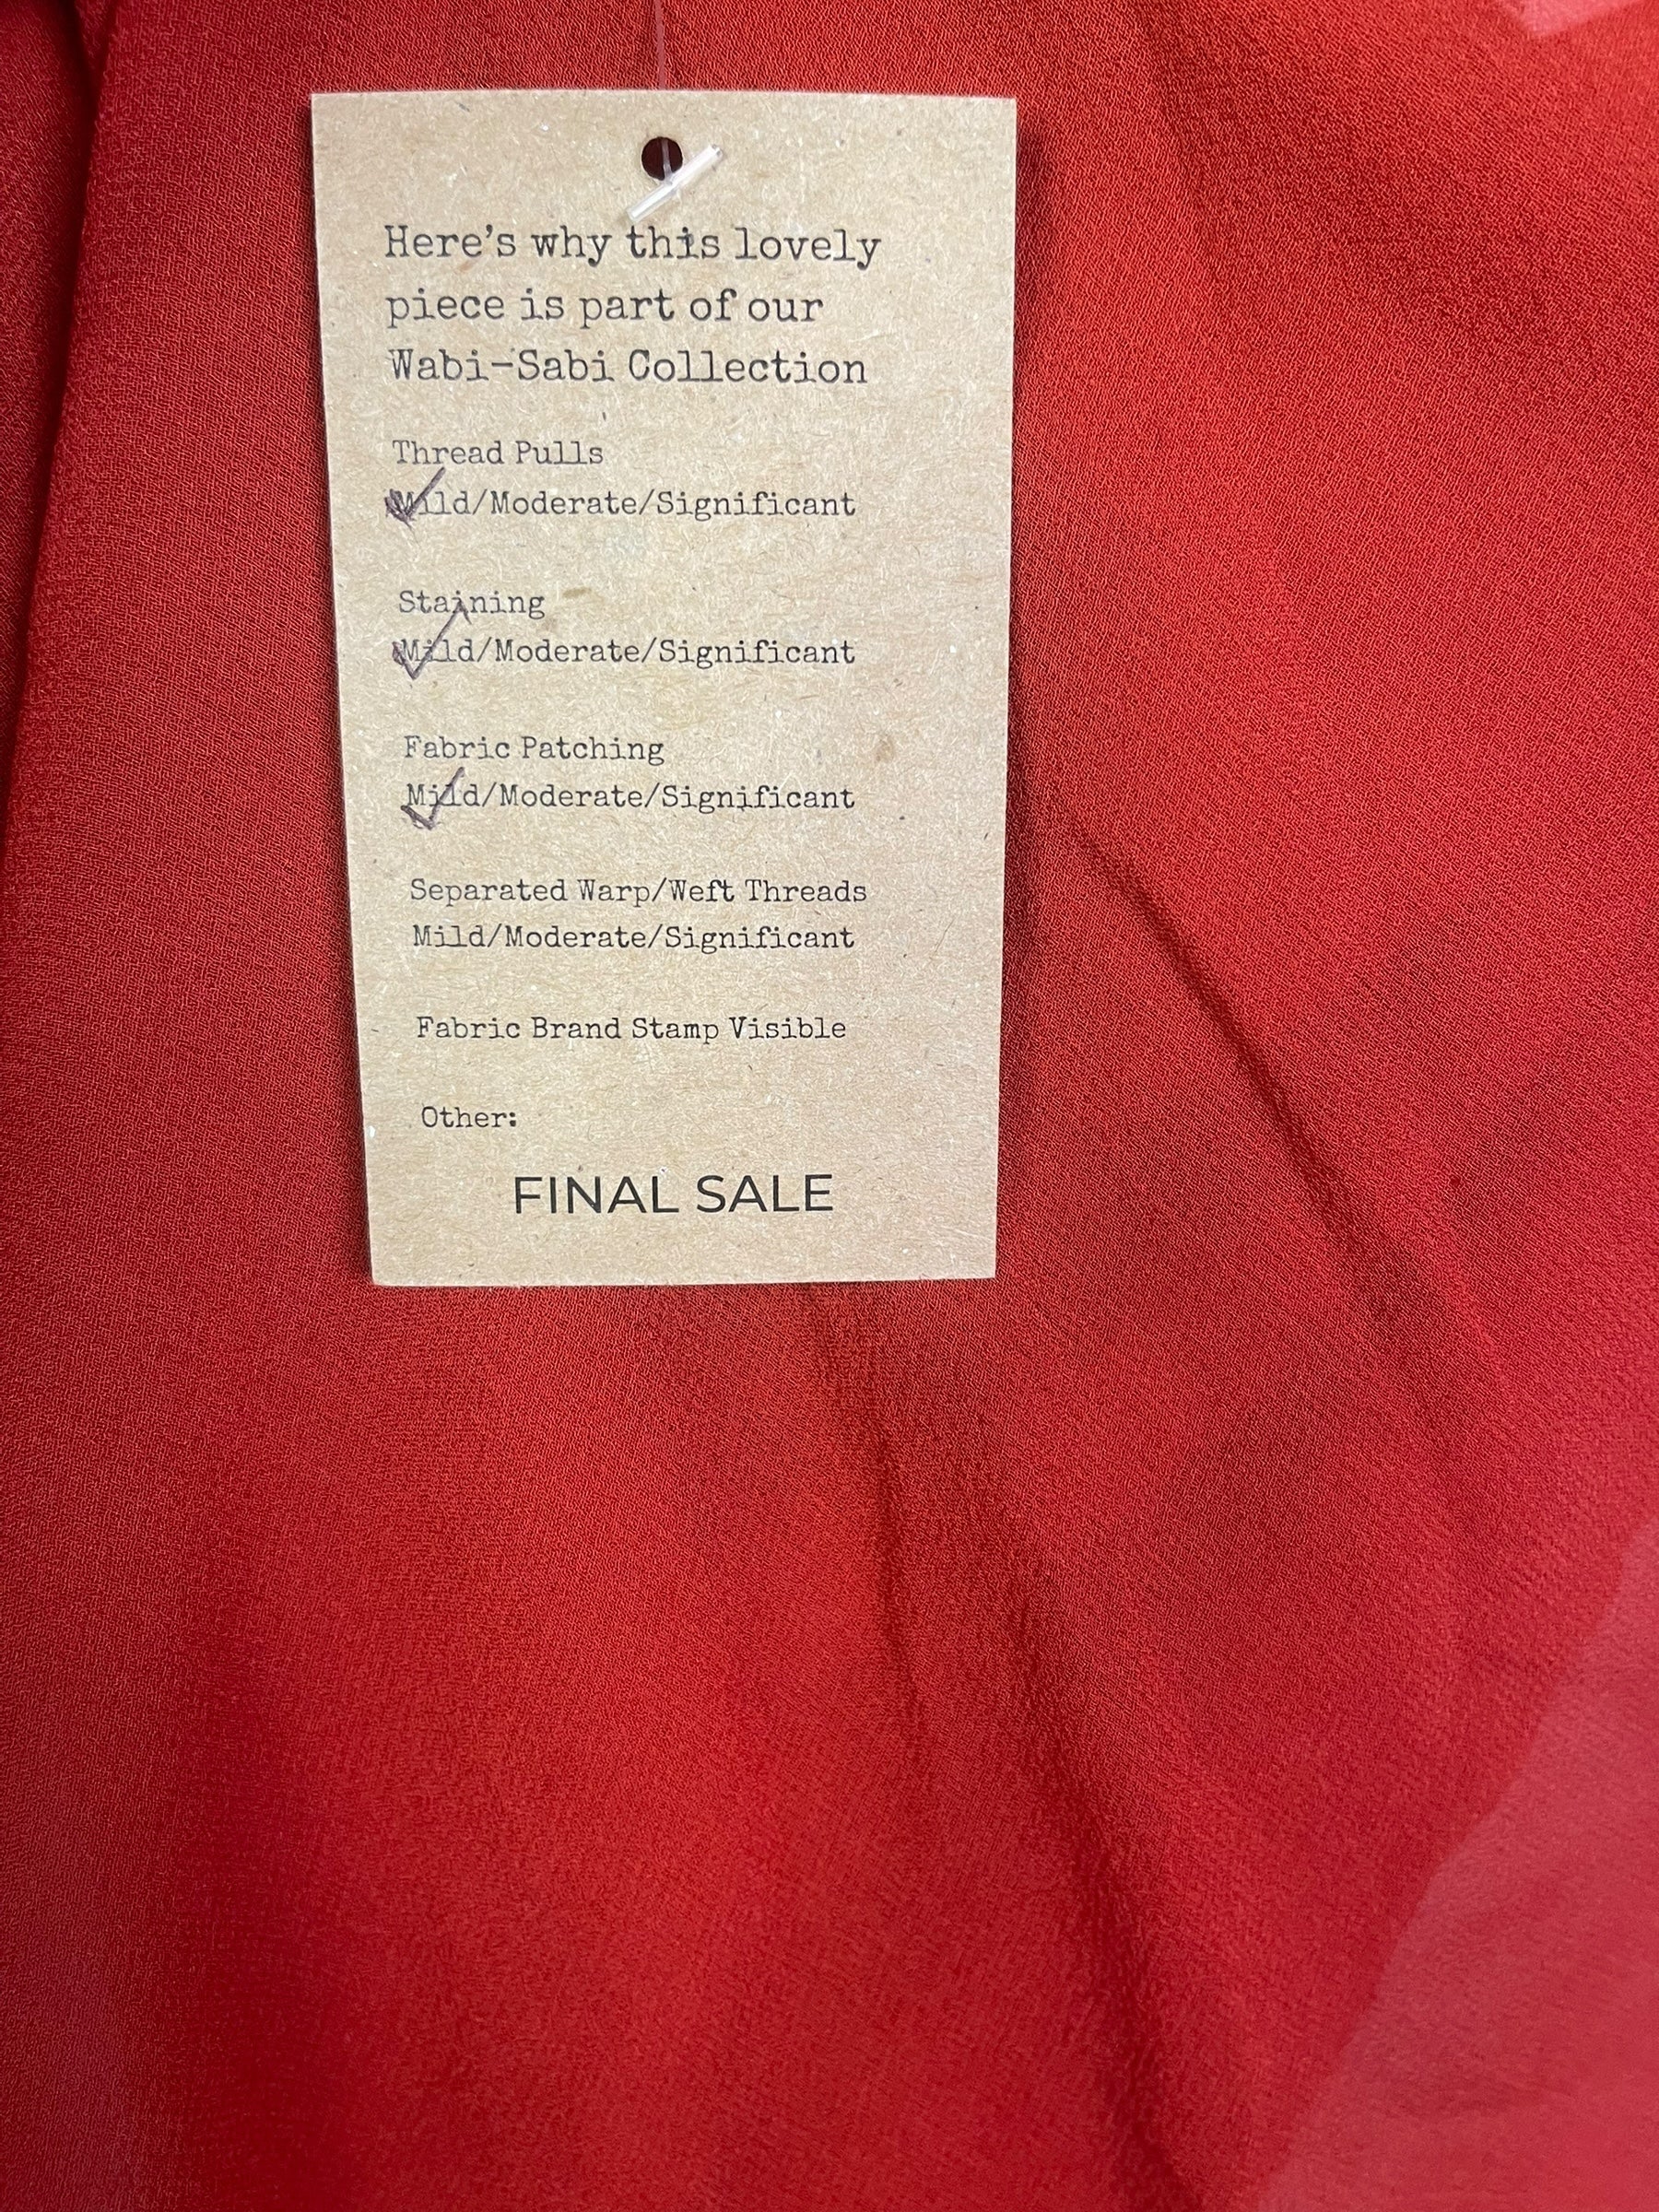 Here's why this lovely
piece is part of our
Wabi-Sabi Collection
Thread Pulls
Mild/Moderate/Significant
Staining
Mild/Moderate/Significant
Fabric Patching
Mild/Moderate/Significant
Separated Warp/Weft Threads
Mild/Moderate/Significant
Fabric Brand Stamp Visible
Other:
FINAL SALE